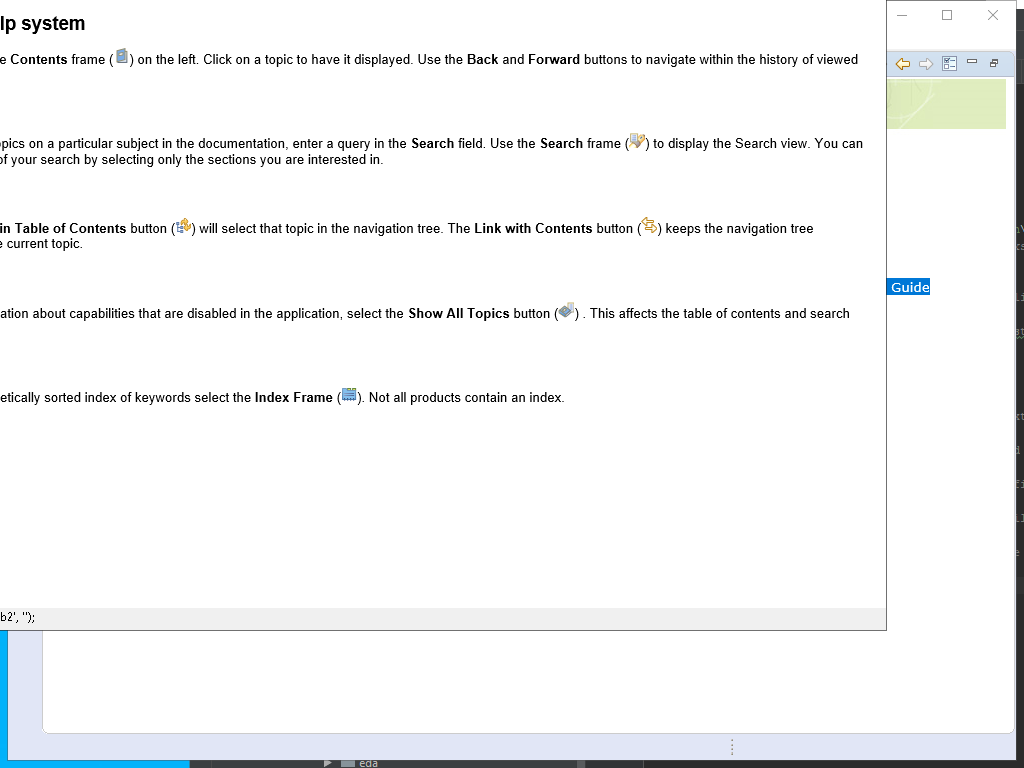 lp system
e Contents frame ( ) on the left. Click on a topic to have it displayed. Use the Back and Forward buttons to navigate within the history of viewed
pics on a particular subject in the documentation, enter a query in the Search field. Use the Search frame ( ) to display the Search view. You can
of your search by selecting only the sections you are interested in.
in Table of Contents button ( ) will select that topic in the navigation tree. The Link with Contents button ( ) keeps the navigation tree
e current topic.
Guide
ation about capabilities that are disabled in the application, select the Show All Topics button ( ) . This affects the table of contents and search
etically sorted index of keywords select the Index Frame ( ). Not all products contain an index.
b2', '');
eda